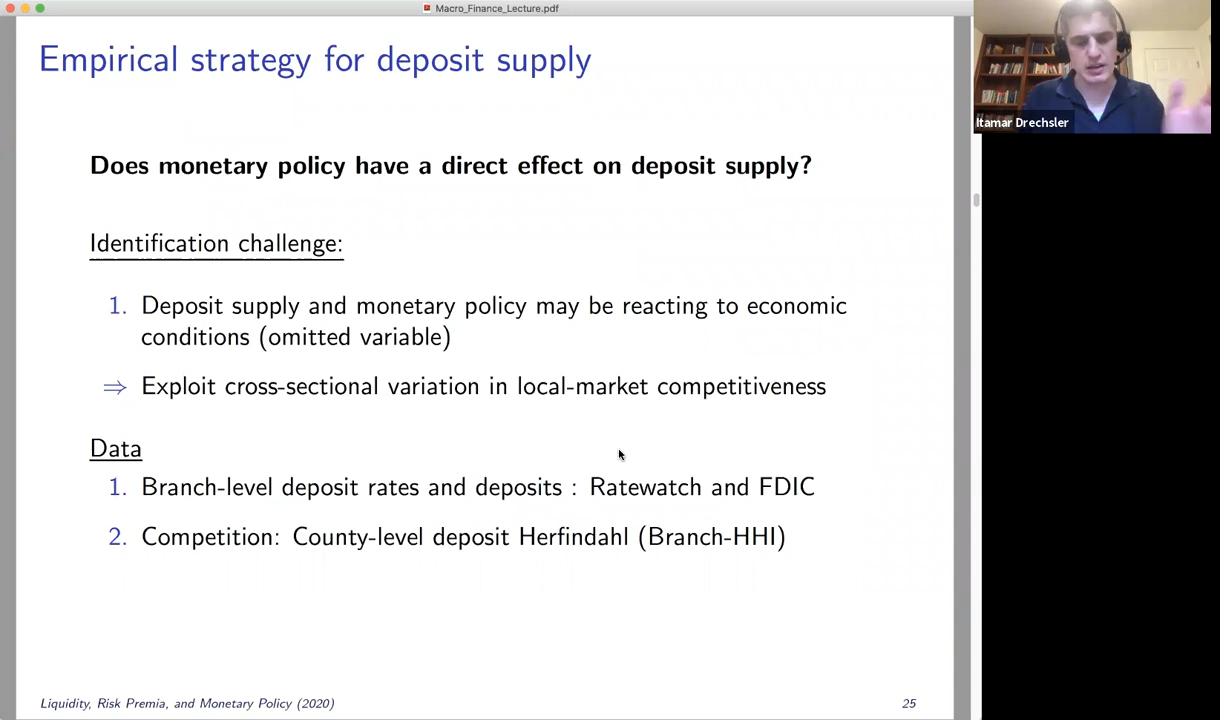 Macro_Finance_Lecture.pdf
Empirical strategy for deposit supply
Itamar Drechsler
Does monetary policy have a direct effect on deposit supply?
Identification challenge:
1. Deposit supply and monetary policy may be reacting to economic
conditions (omitted variable)
⇒ Exploit cross-sectional variation in local-market competitiveness
Data
1. Branch-level deposit rates and deposits : Ratewatch and FDIC
2. Competition: County-level deposit Herfindahl (Branch-HHI)
Liquidity, Risk Premia, and Monetary Policy (2020)
25